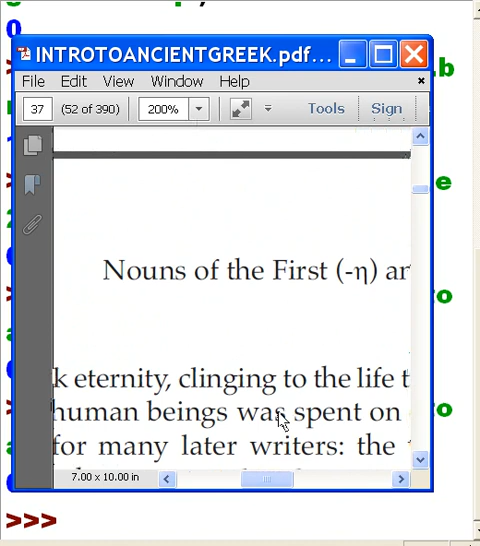 INTROTOANCIENTGREEK.pdf...
File Edit View Window Help
37 (52 of 390) 200% Tools Sign
Nouns of the First (-η)
k eternity, clinging to the life
human beings was spent on
for many later writers: the
7.00 x 10.00 in
>>>